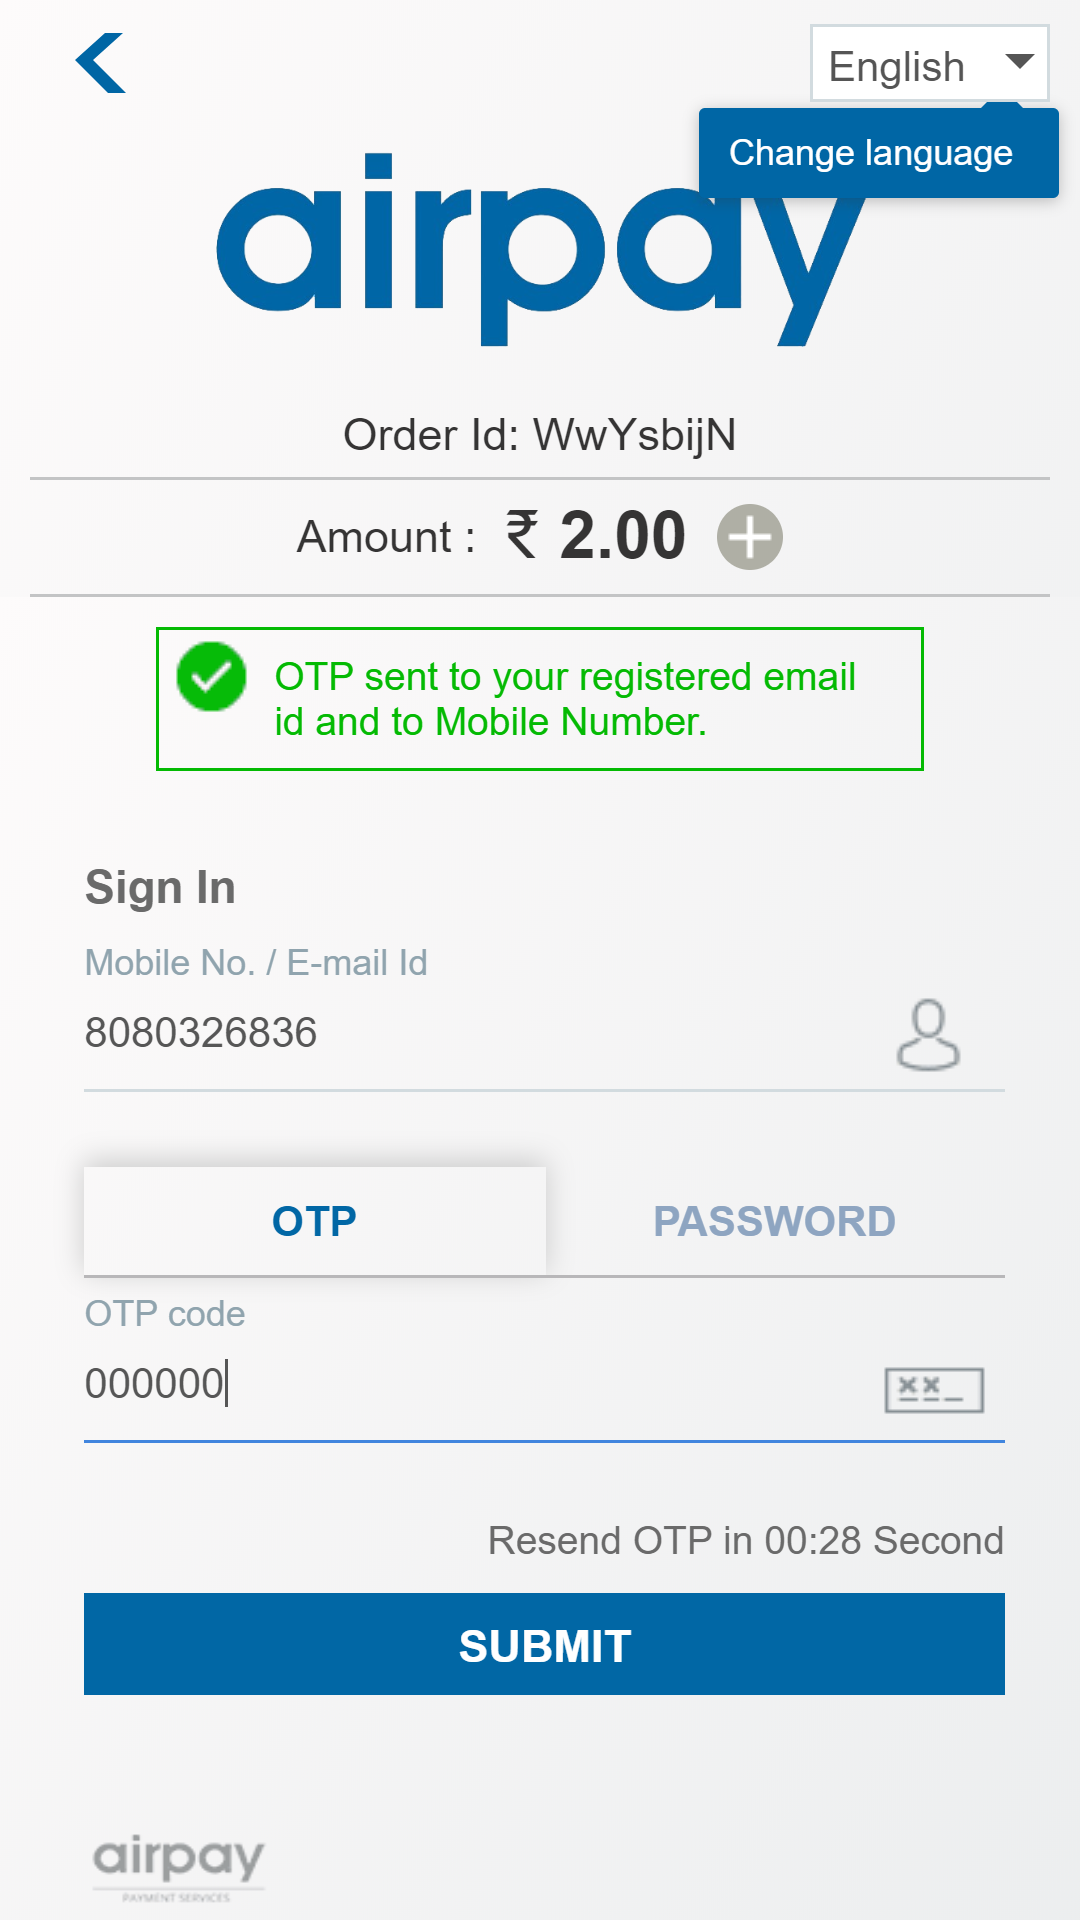 English
Change language
airpay
Order Id: WwYsbijN
Amount : ₹ 2.00
OTP sent to your registered email
id and to Mobile Number.
Sign In
Mobile No. / E-mail Id
8080326836
OTP
PASSWORD
OTP code
000000
Resend OTP in 00:28 Second
SUBMIT
airpay
PAYMENT SERVICES